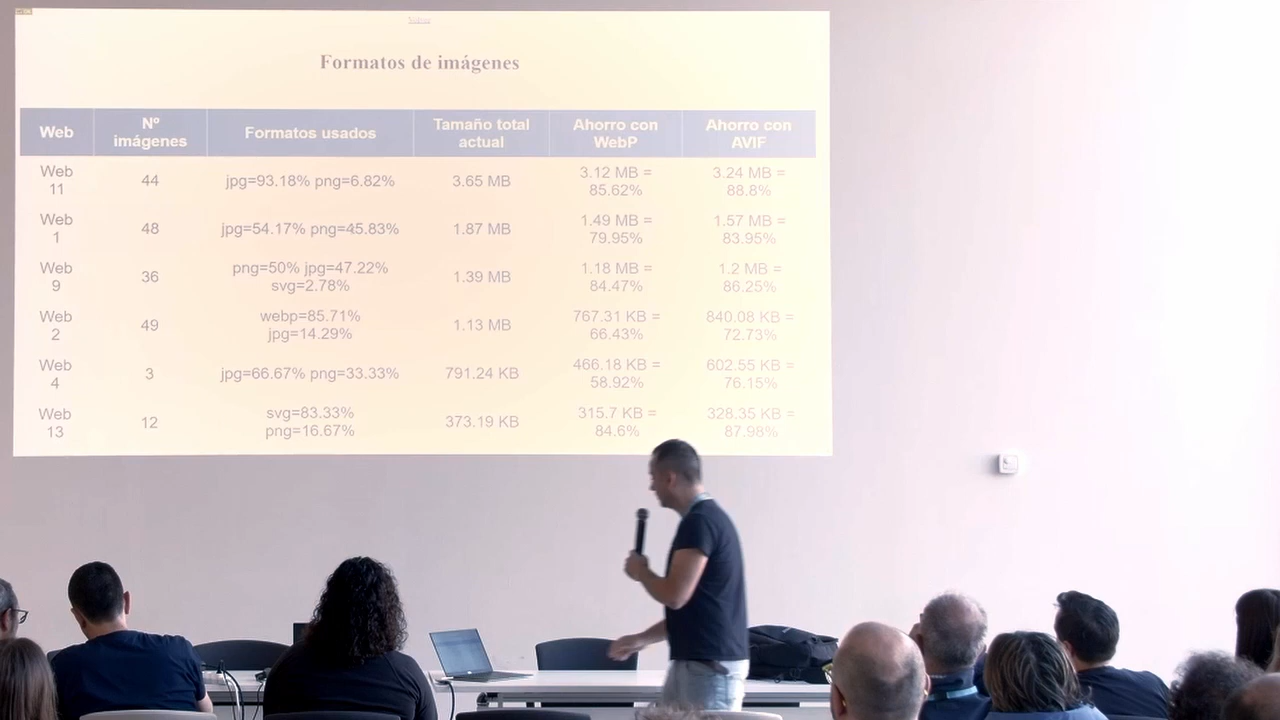 Formatos de imágenes
Web
Nº
imágenes
Formatos usados
Tamaño total
actual
Ahorro con
WebP
Ahorro con
AVIF
Web
11
44
jpg=93.18% png=6.82%
3.65 MB
3.12 MB =
85.62%
3.24 MB =
88.8%
Web
1
48
jpg=54.17% png=45.83%
1.87 MB
1.49 MB =
79.95%
1.57 MB =
83.95%
Web
9
36
png=50% jpg=47.22%
svg=2.78%
1.39 MB
1.18 MB =
84.47%
1.2 MB =
86.25%
Web
2
49
webp=85.71%
jpg=14.29%
1.13 MB
767.31 KB =
66.43%
840.08 KB =
72.73%
Web
4
3
jpg=66.67% png=33.33%
791.24 KB
466.18 KB =
58.92%
602.55 KB =
76.15%
Web
13
12
svg=83.33%
png=16.67%
373.19 KB
315.7 KB =
84.6%
328.35 KB =
87.98%